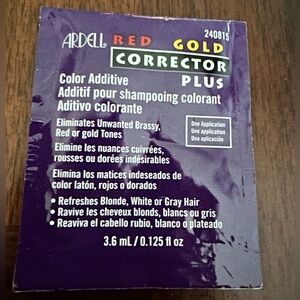 240815
ARDELL RED GOLD
CORRECTOR
PLUS
Color Additive
Additif pour shampooing colorant
Aditivo colorante
Eliminates Unwanted Brassy,
Red or gold Tones
One Application
Une application
Una aplicación
Elimine les nuances cuivrées,
rousses ou dorées indésirables
Elimina los matices indeseados de
color latón, rojos o dorados
• Refreshes Blonde, White or Gray Hair
• Ravive les cheveux blonds, blancs ou gris
• Reaviva el cabello rubio, blanco o plateado
3.6 mL / 0.125 fl oz